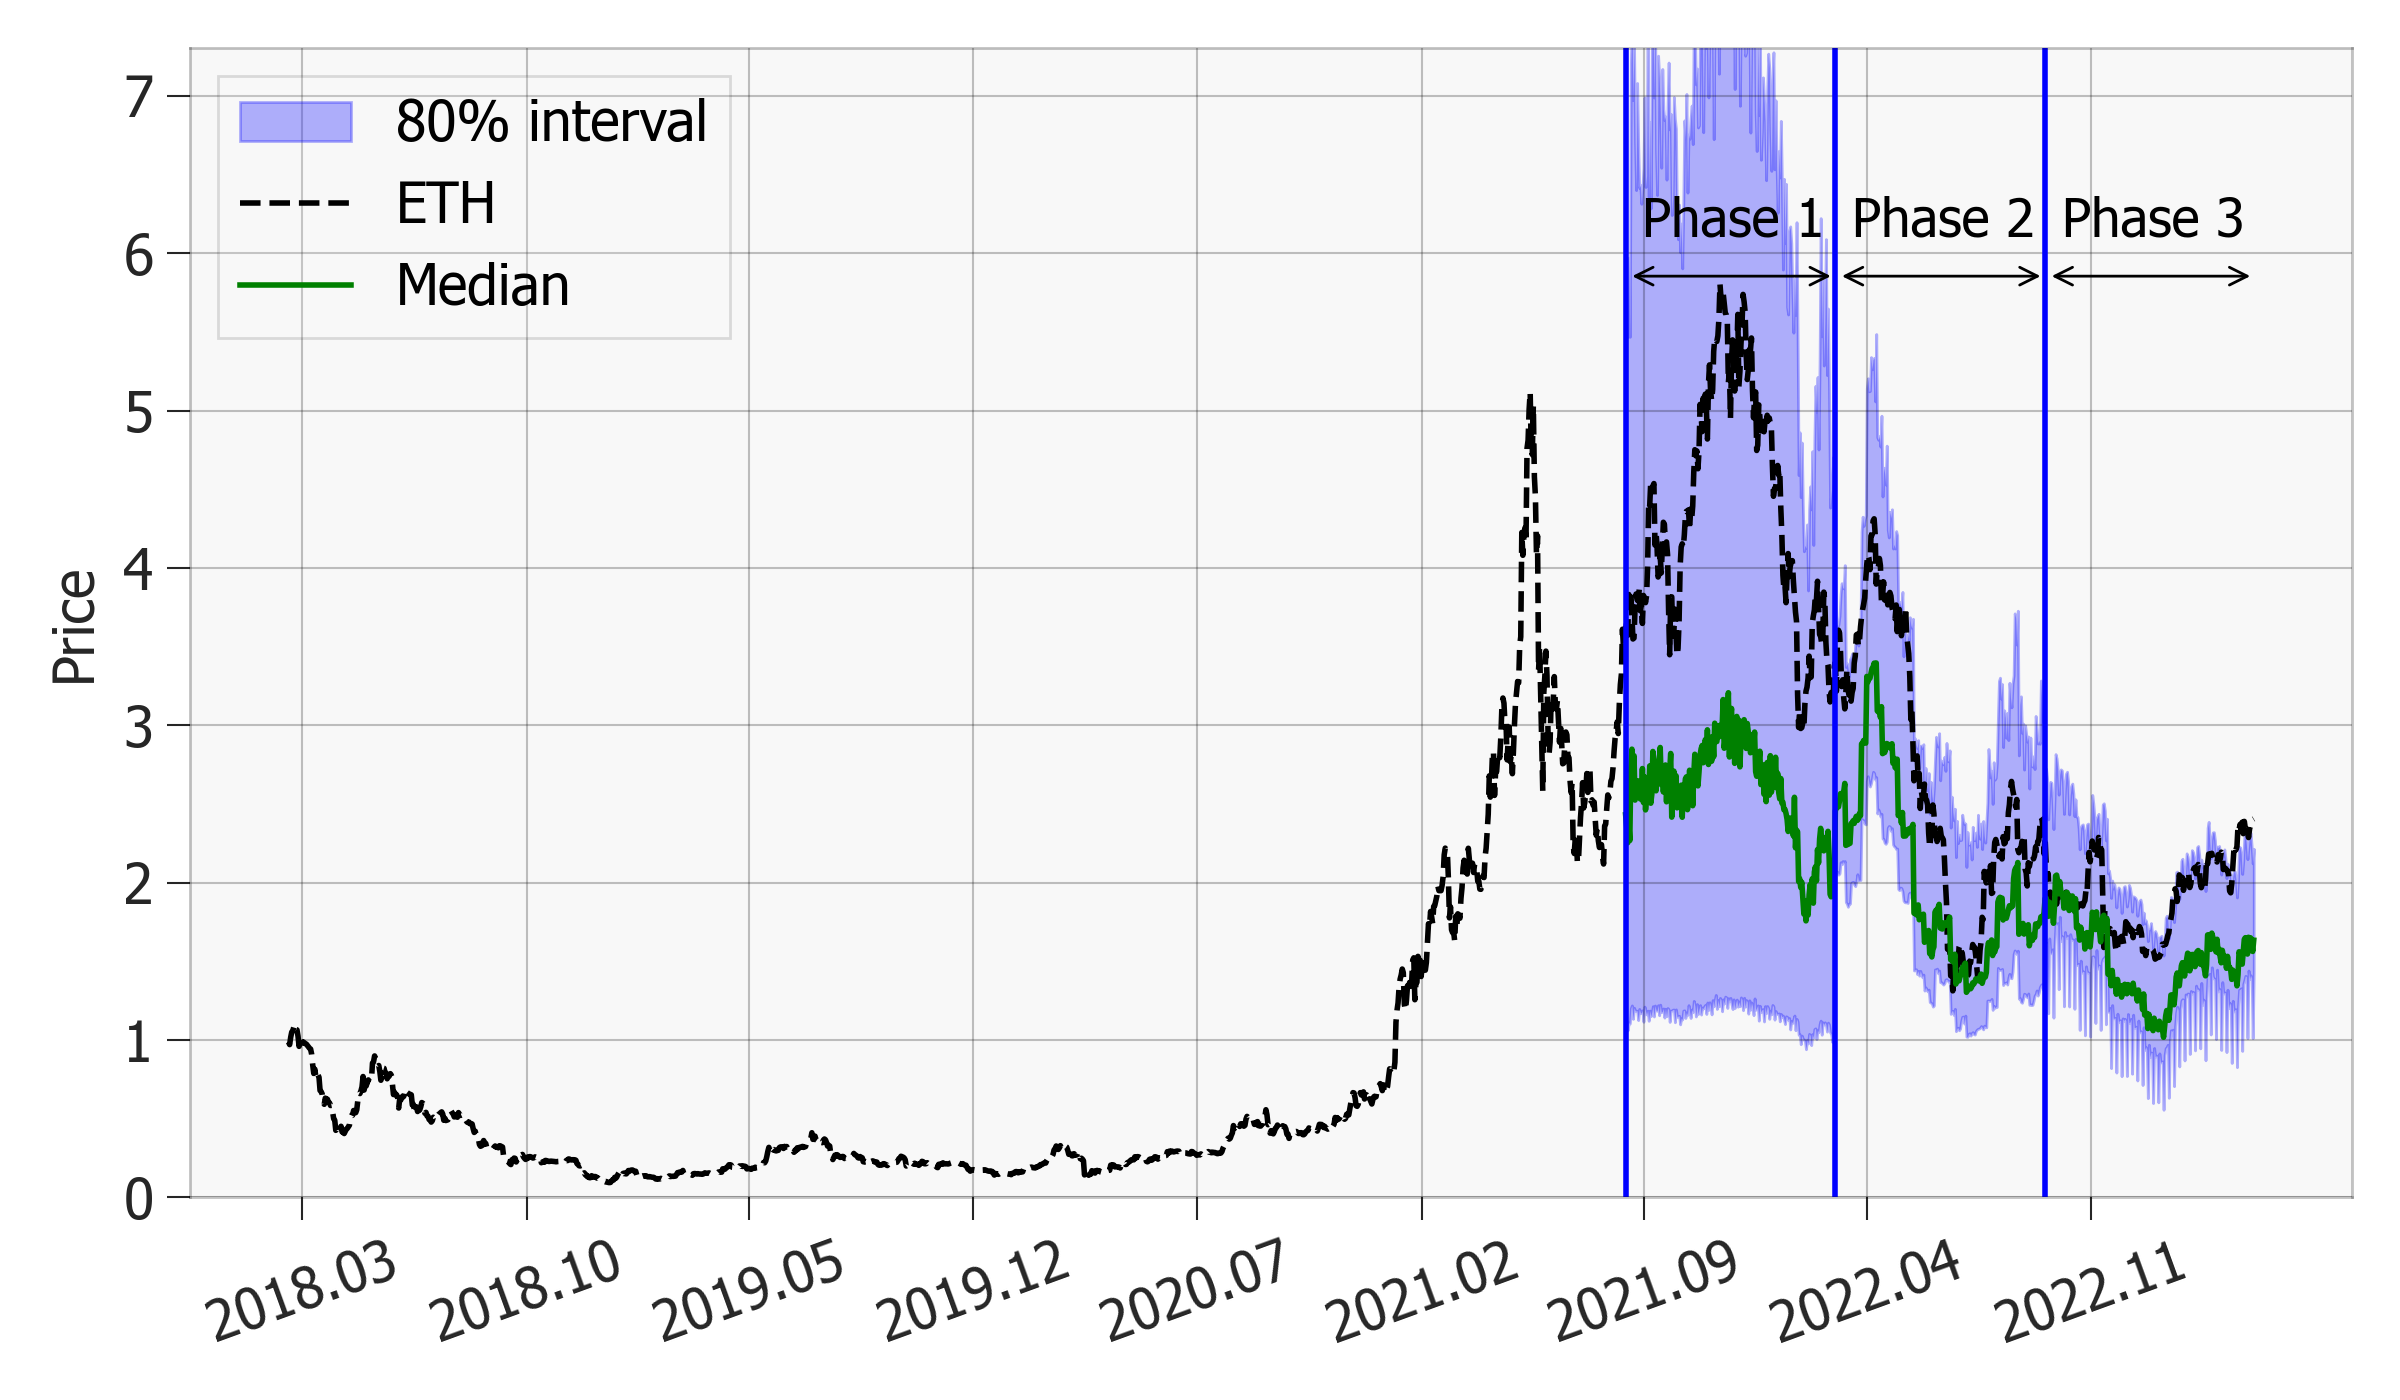 7
6
5
4
3
2
1
0
Price
80% interval
ETH
Median
Phase 1
Phase 2
Phase 3
2018.03
2018.10
2019.05
2019.12
2020.07
2021.02
2021.09
2022.04
2022.11